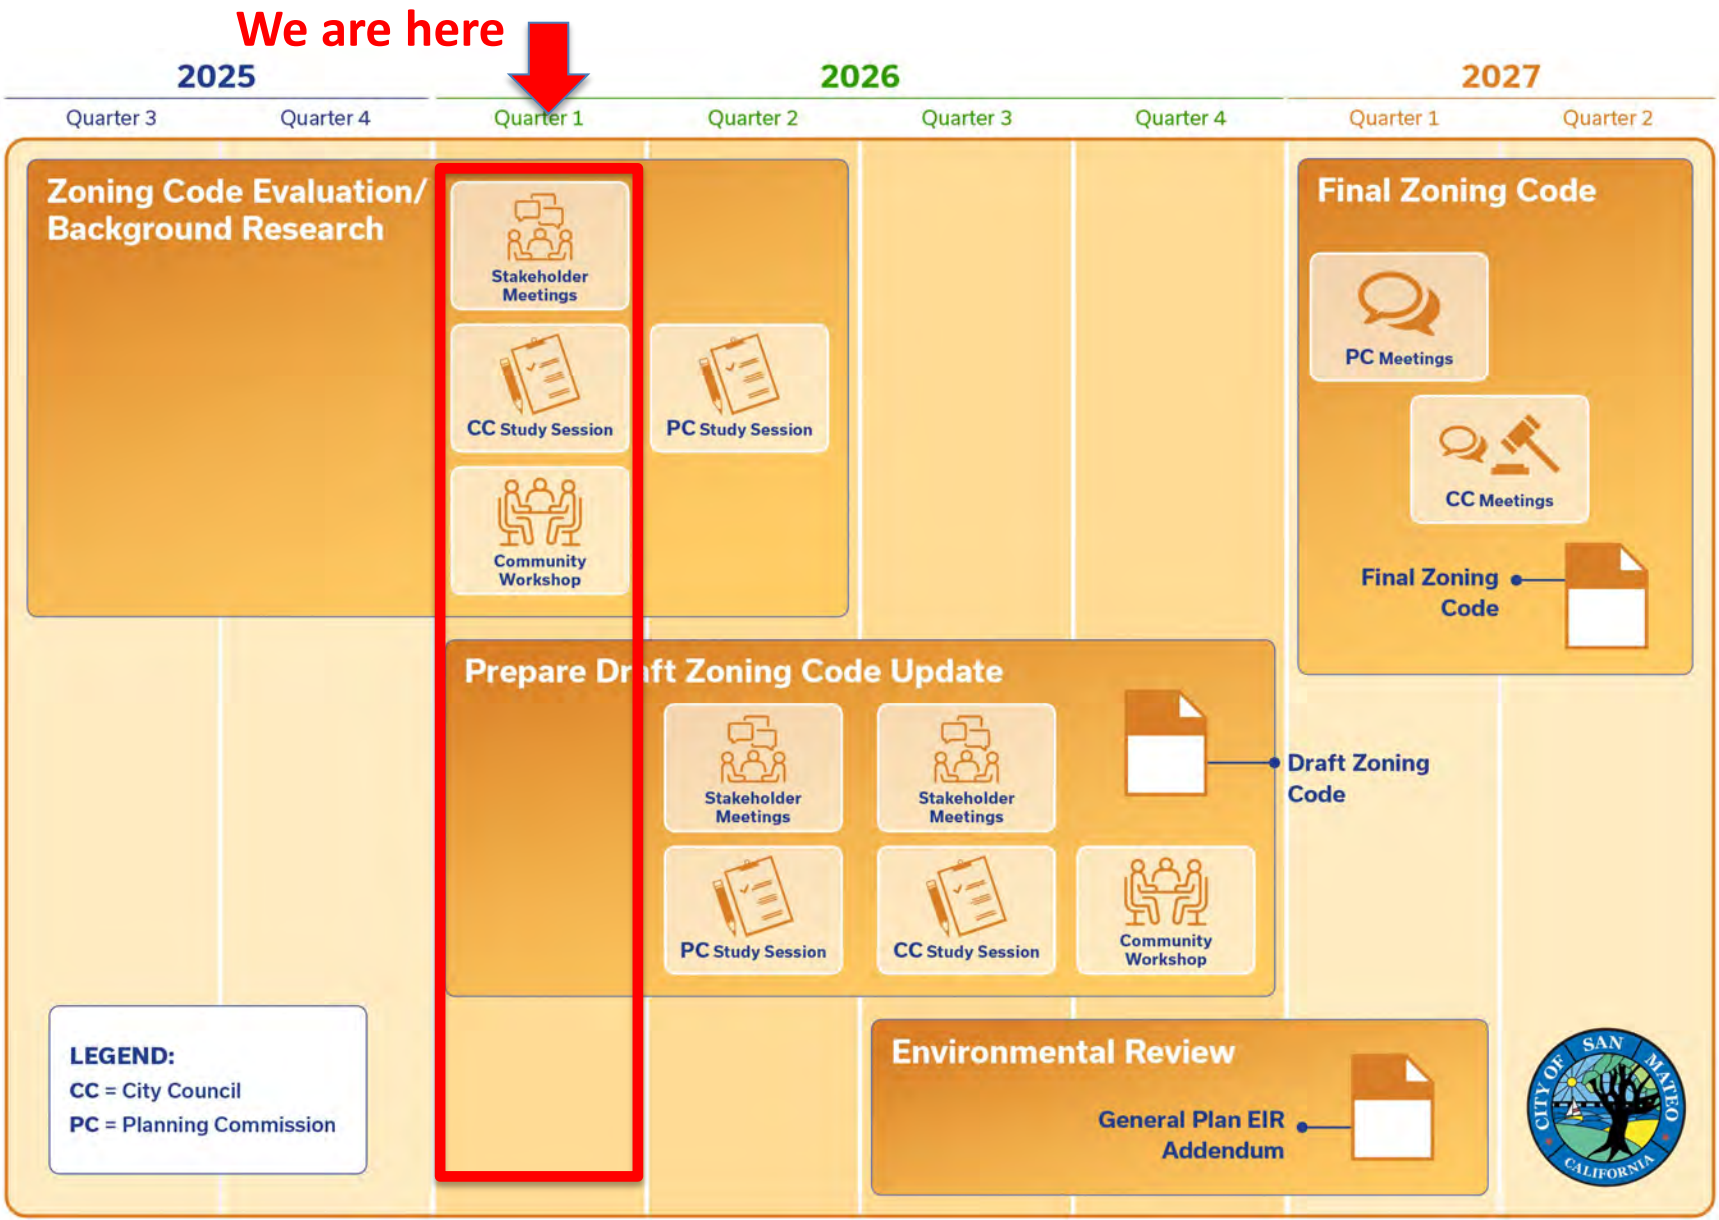 We are here
2025
2026
2027
Quarter 3
Quarter 4
Quarter 1
Quarter 2
Quarter 3
Quarter 4
Quarter 1
Quarter 2
Zoning Code Evaluation/
Background Research
Stakeholder
Meetings
CC Study Session
PC Study Session
Community
Workshop
Final Zoning Code
PC Meetings
CC Meetings
Final Zoning
Code
Prepare Draft Zoning Code Update
Stakeholder
Meetings
Stakeholder
Meetings
Draft Zoning
Code
PC Study Session
CC Study Session
Community
Workshop
LEGEND:
CC = City Council
PC = Planning Commission
Environmental Review
General Plan EIR
Addendum
CITY OF SAN MATEO
CALIFORNIA